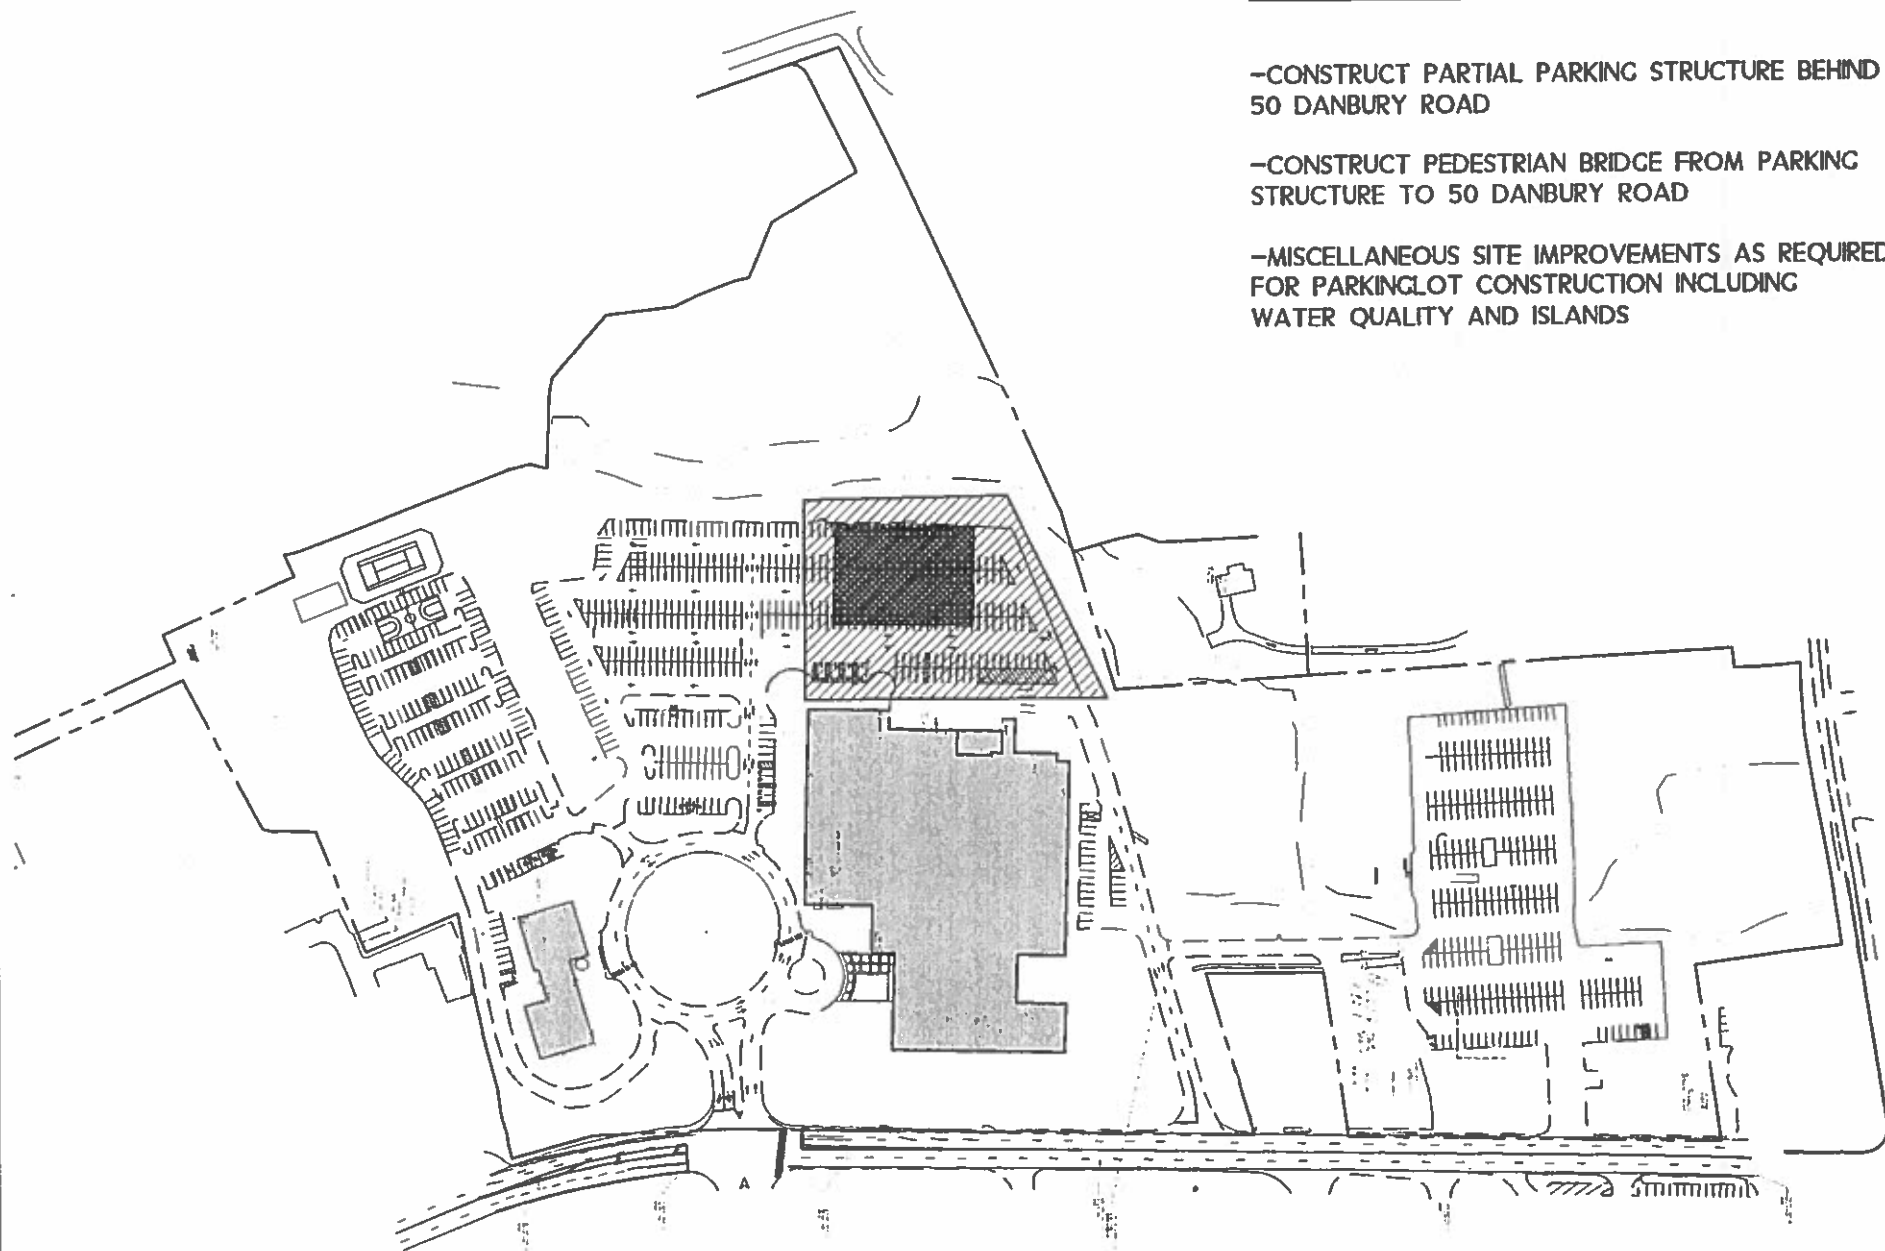 -CONSTRUCT PARTIAL PARKING STRUCTURE BEHIND
50 DANBURY ROAD
-CONSTRUCT PEDESTRIAN BRIDGE FROM PARKING
STRUCTURE TO 50 DANBURY ROAD
-MISCELLANEOUS SITE IMPROVEMENTS AS REQUIRED
FOR PARKINGLOT CONSTRUCTION INCLUDING
WATER QUALITY AND ISLANDS
A